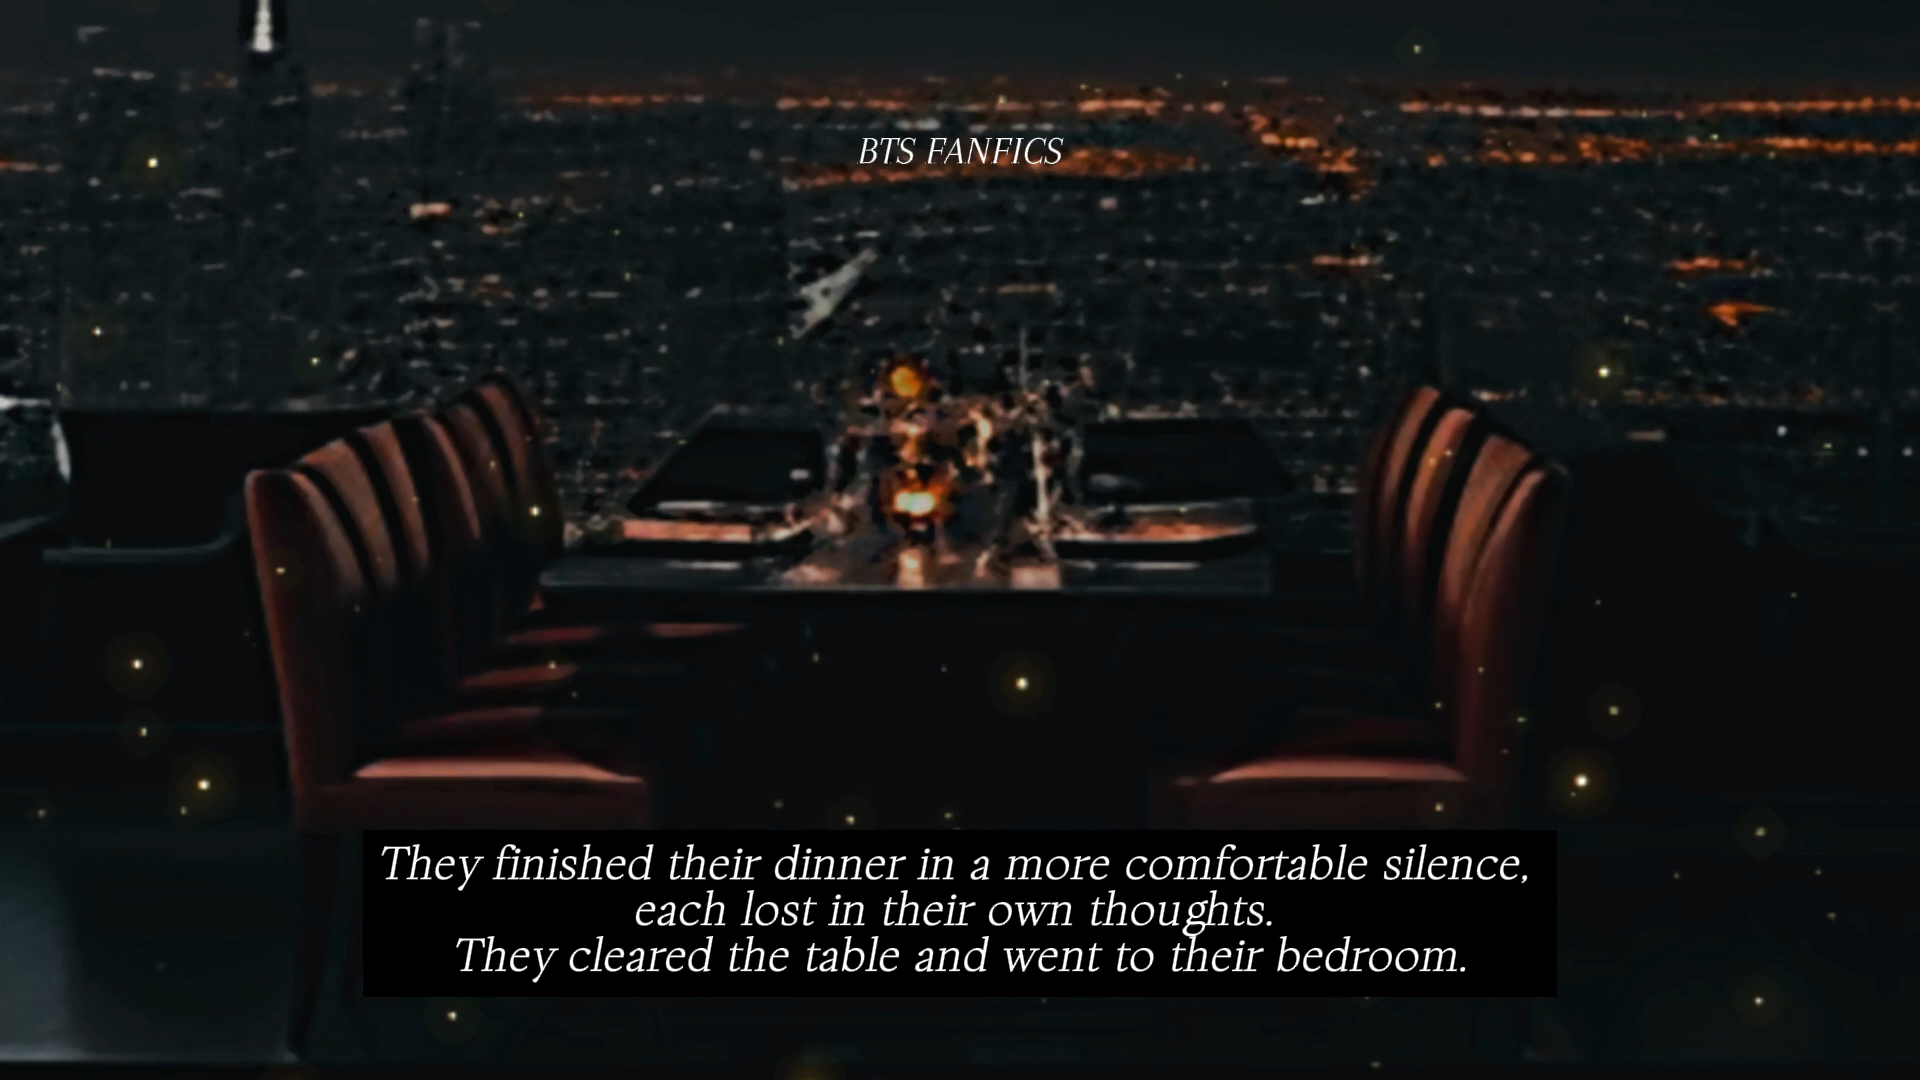 BTS FANFICS
They finished their dinner in a more comfortable silence,
each lost in their own thoughts.
They cleared the table and went to their bedroom.